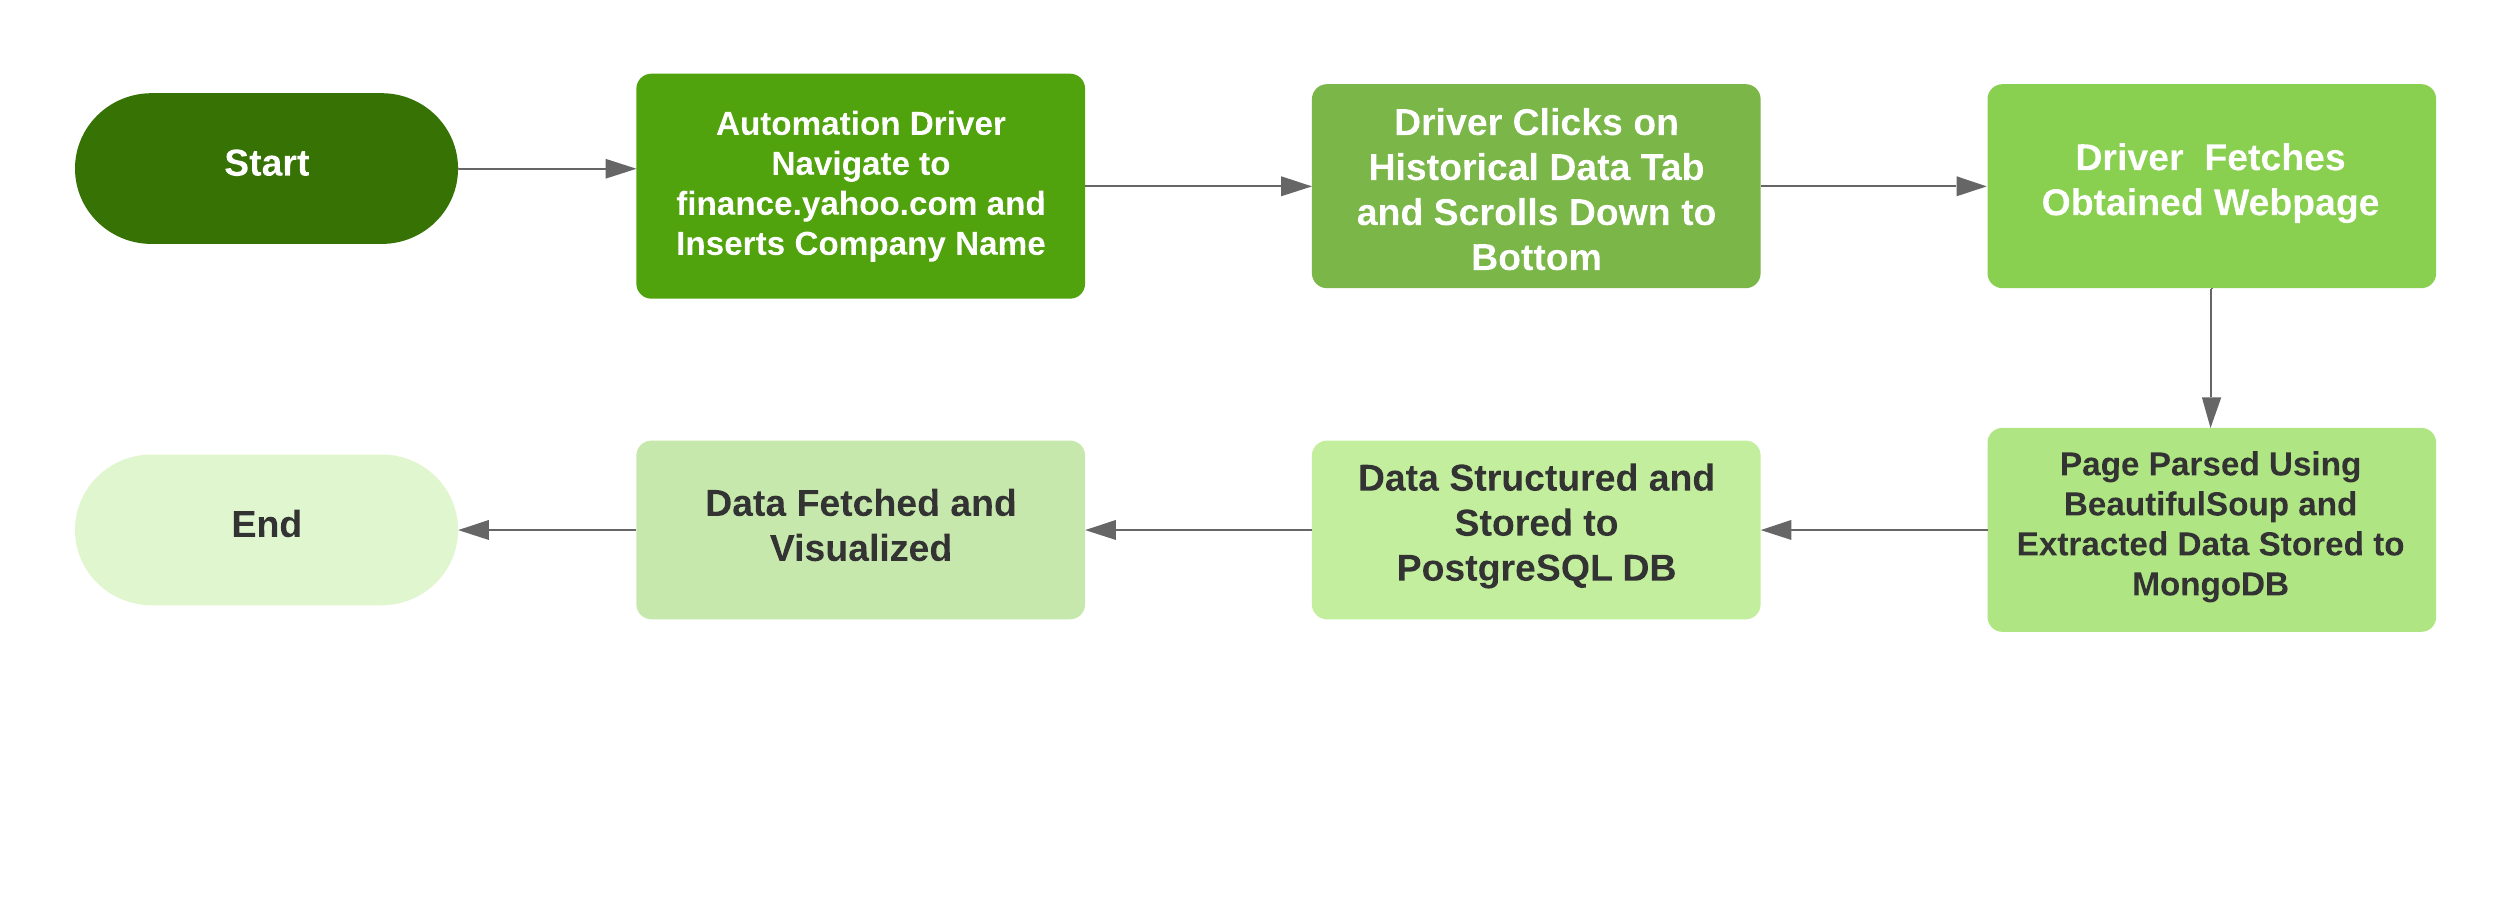 Start
Automation Driver
Navigate to
finance.yahoo.com and
Inserts Company Name
Driver Clicks on
Historical Data Tab
and Scrolls Down to
Bottom
Driver  Fetches
Obtained Webpage
Page Parsed Using
BeautifulSoup and
Extracted Data Stored to
MongoDB
Data Structured and
Stored to
PostgreSQL DB
Data Fetched and
Visualized
End